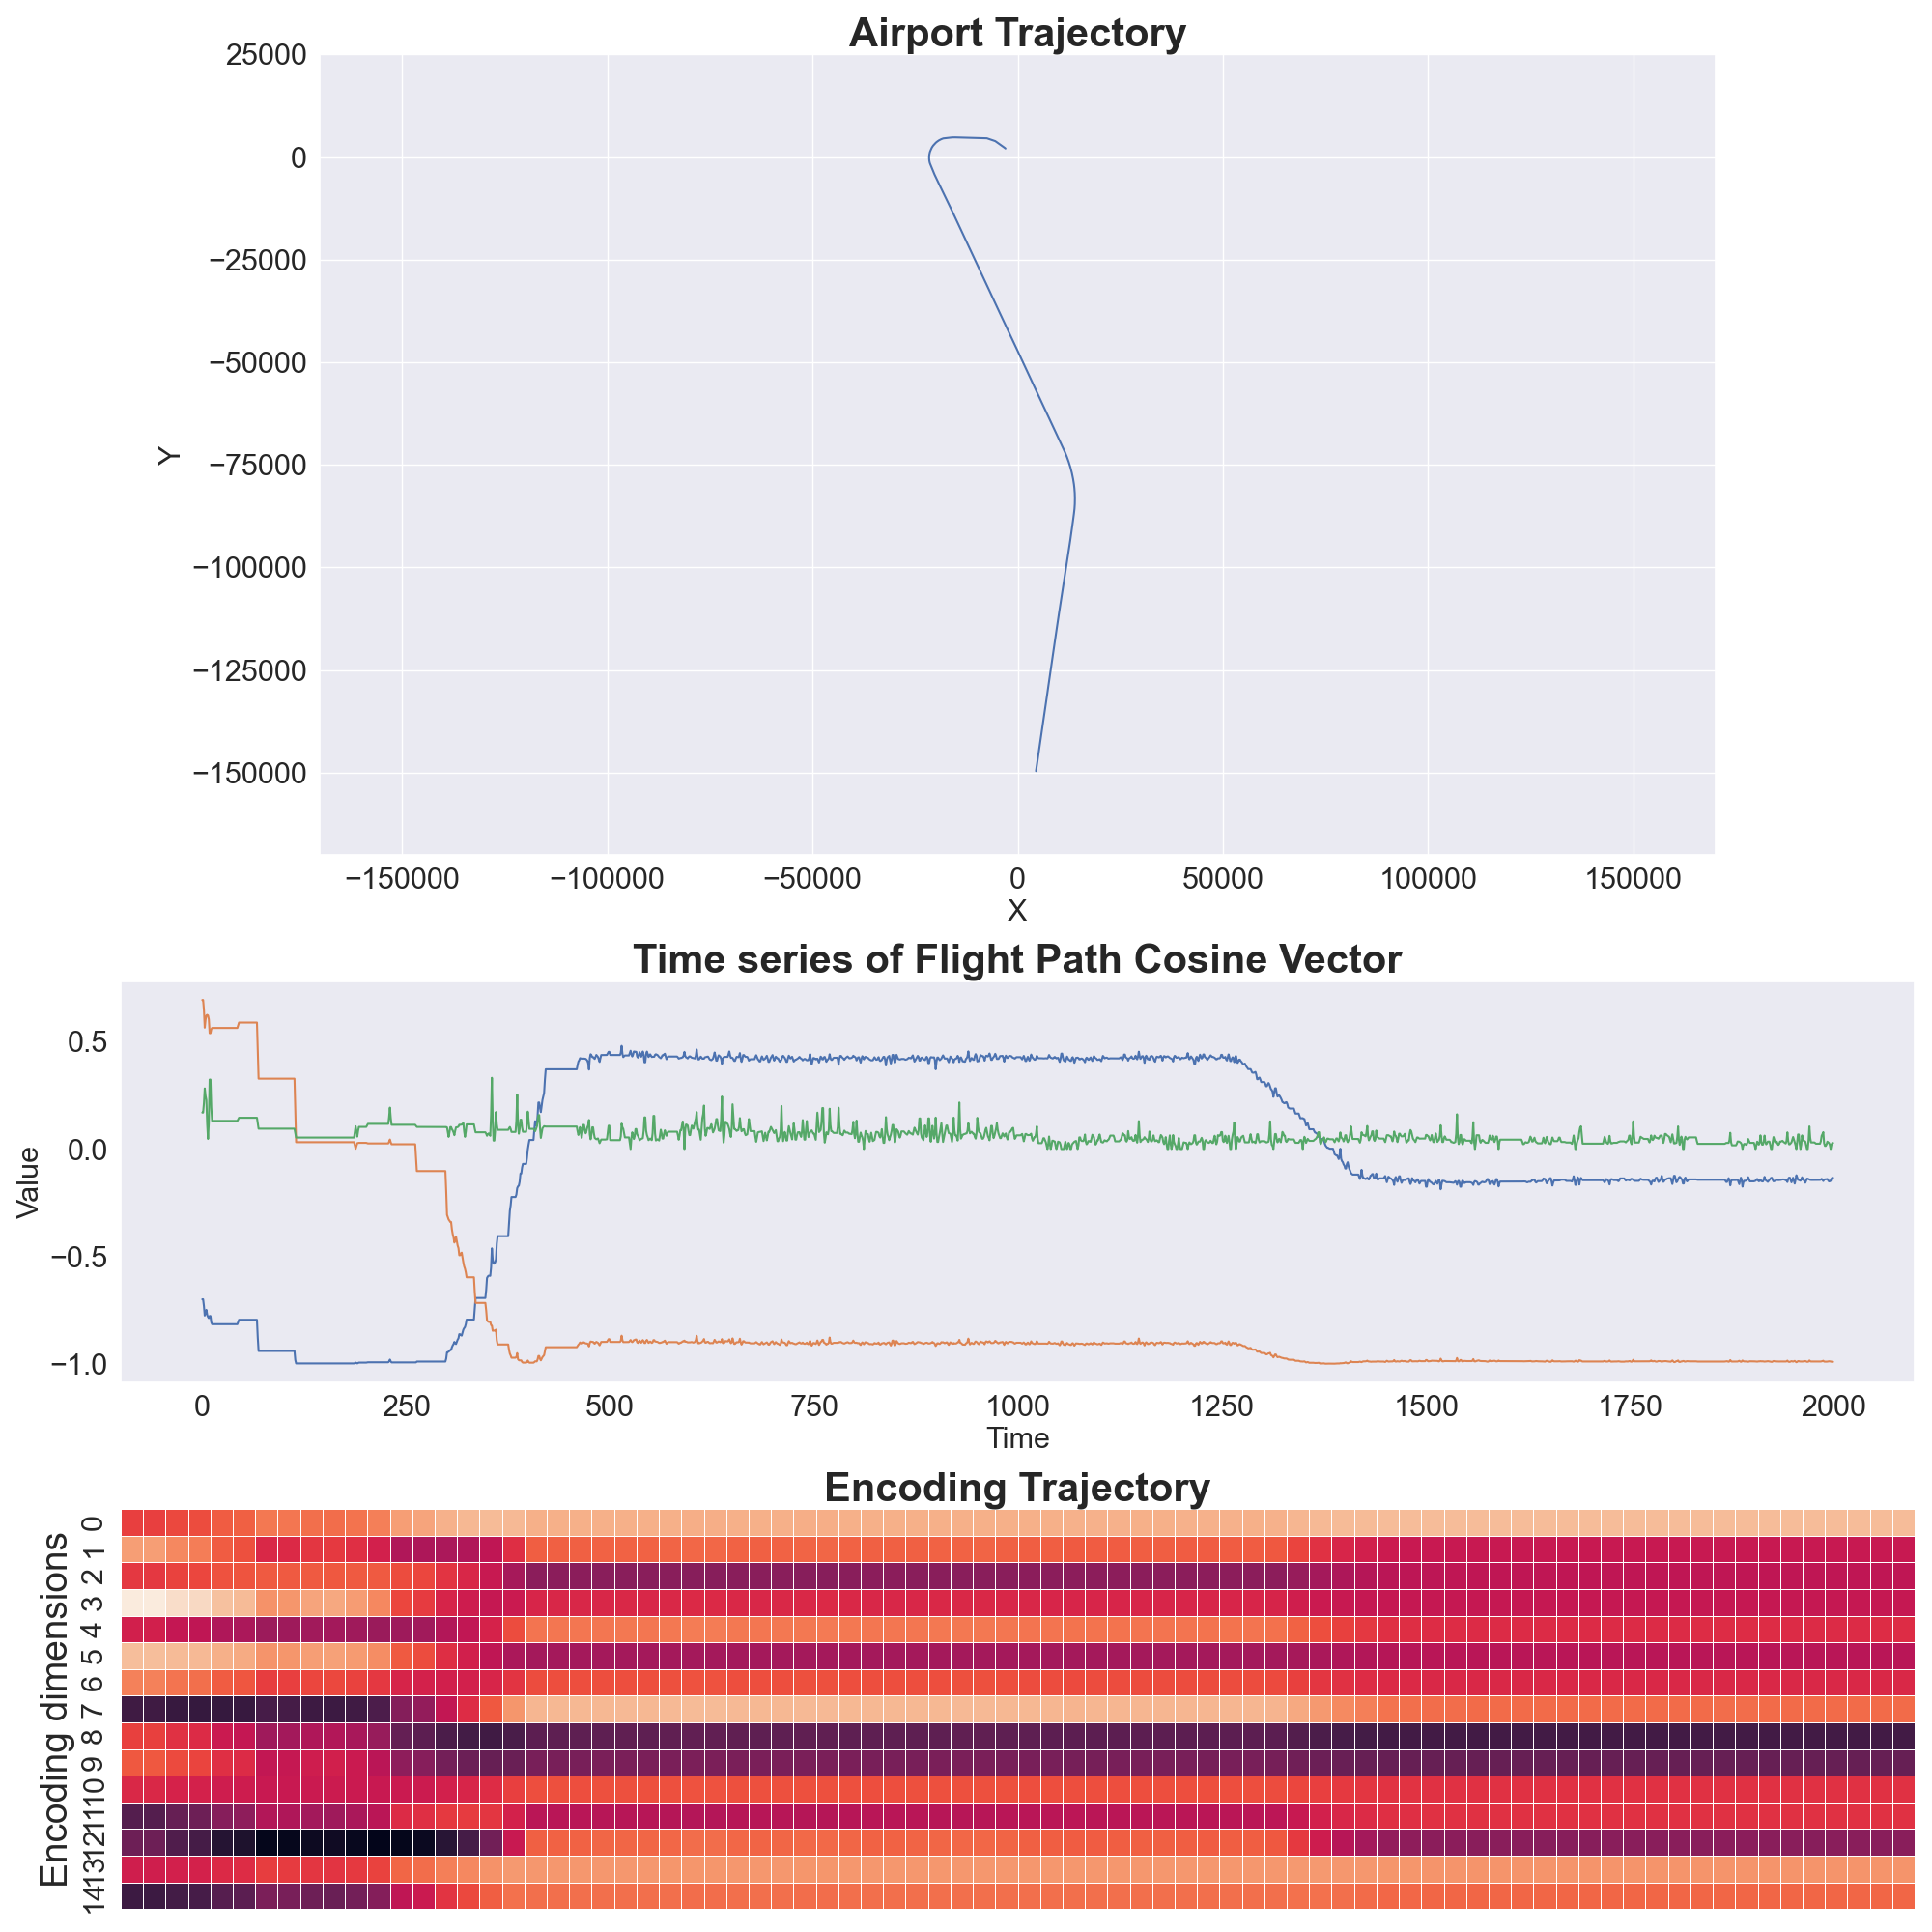 Airport Trajectory
25000
0
−25000
−50000
−75000
−100000
−125000
−150000
Y
−150000 −100000 −50000 0 50000 100000 150000
X
Time series of Flight Path Cosine Vector
0.5
0.0
−0.5
−1.0
Value
0 250 500 750 1000 1250 1500 1750 2000
Time
Encoding Trajectory
Encoding dimensions
0
1
2
3
4
5
6
7
8
9
10
11
12
13
14